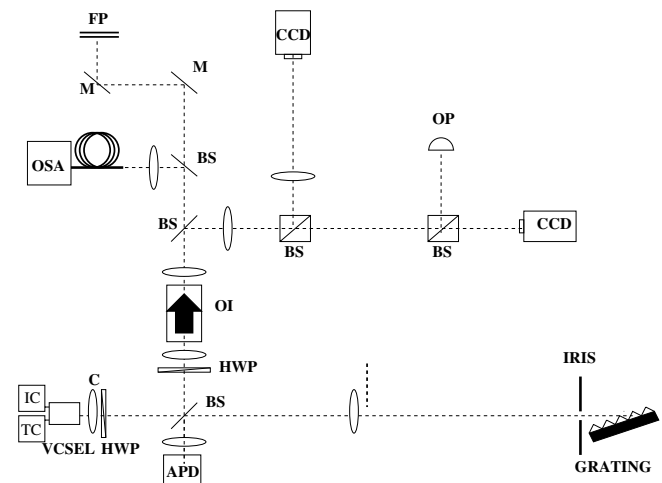 FP
CCD
M
M
OP
OSA
BS
BS
CCD
BS
BS
OI
HWP
IRIS
C
IC
BS
TC
VCSEL HWP
APD
GRATING